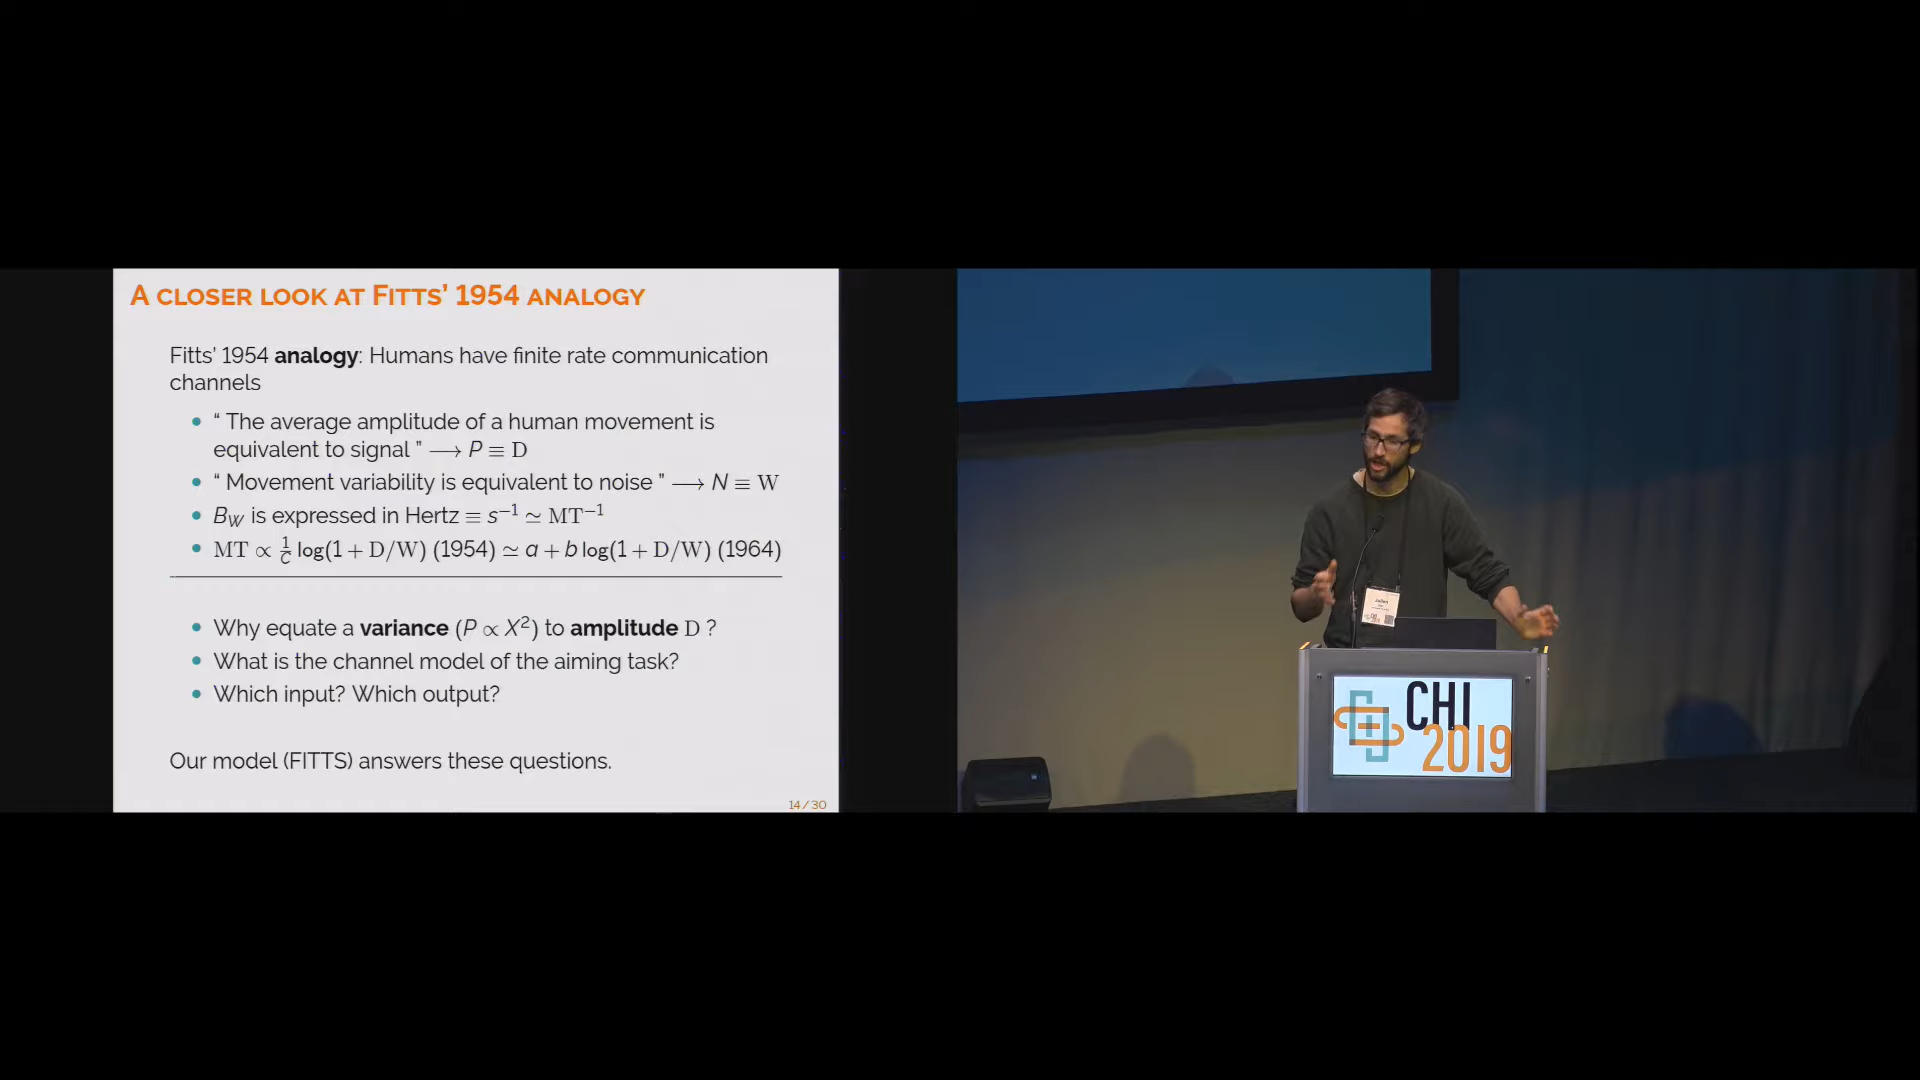 A CLOSER LOOK AT FITTS' 1954 ANALOGY
Fitts' 1954 analogy: Humans have finite rate communication
channels
“ The average amplitude of a human movement is
equivalent to signal ” ⟶ P ≡ D
“ Movement variability is equivalent to noise ” ⟶ N ≡ W
B_W is expressed in Hertz ≡ s⁻¹ ≃ MT⁻¹
MT ∝ 1/C log(1 + D/W) (1954) ≃ a + b log(1 + D/W) (1964)
Why equate a variance (P ∝ X²) to amplitude D ?
What is the channel model of the aiming task?
Which input? Which output?
Our model (FITTS) answers these questions.
14 / 30
Julien
CHI
2019